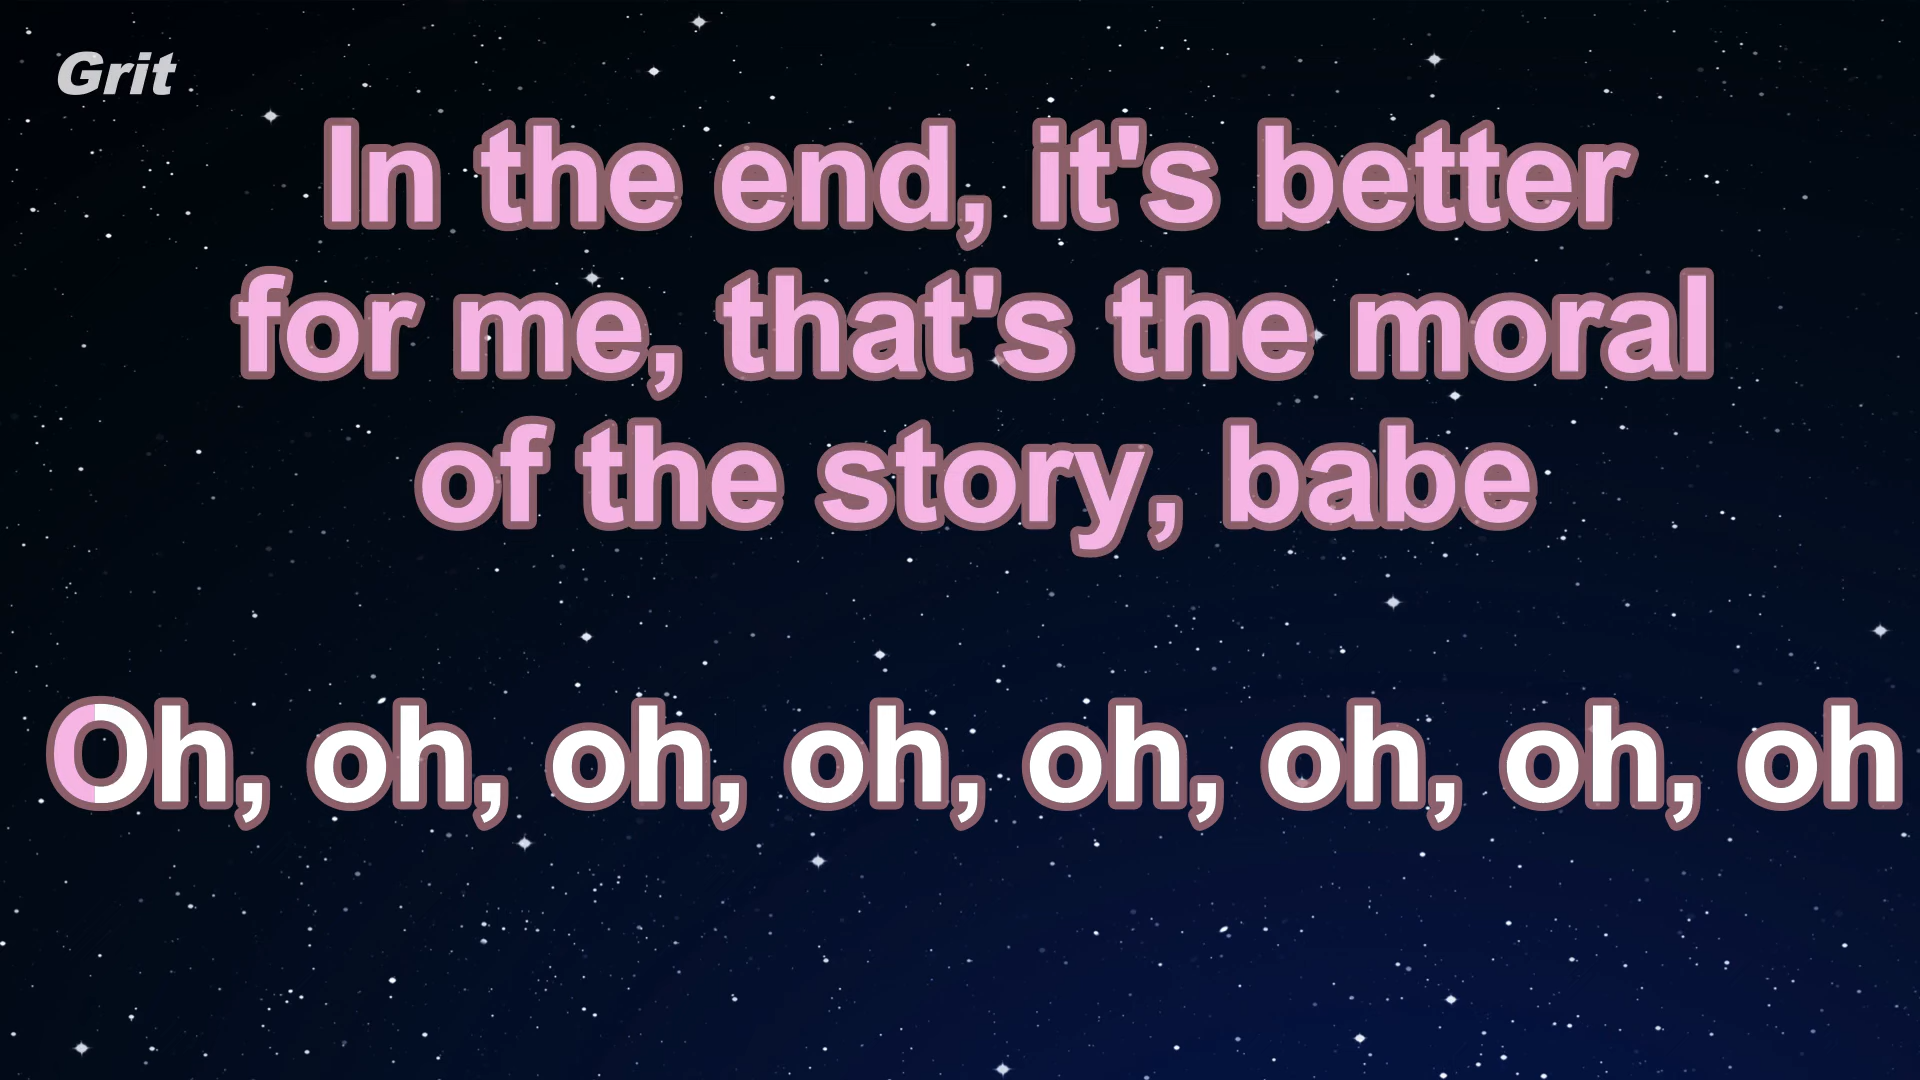 Grit
In the end, it's better
for me, that's the moral
of the story, babe
Oh, oh, oh, oh, oh, oh, oh, oh